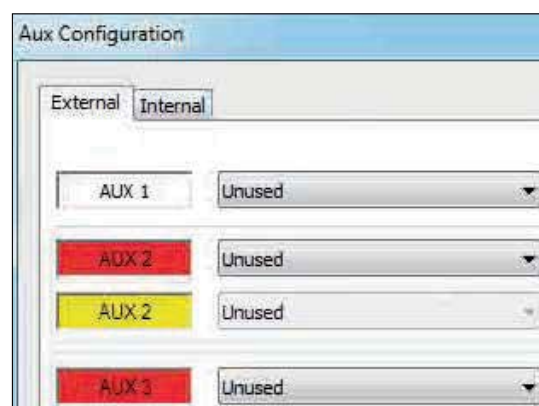 Aux Configuration
External Internal
AUX 1 Unused
AUX 2 Unused
AUX 2 Unused
AUX 3 Unused